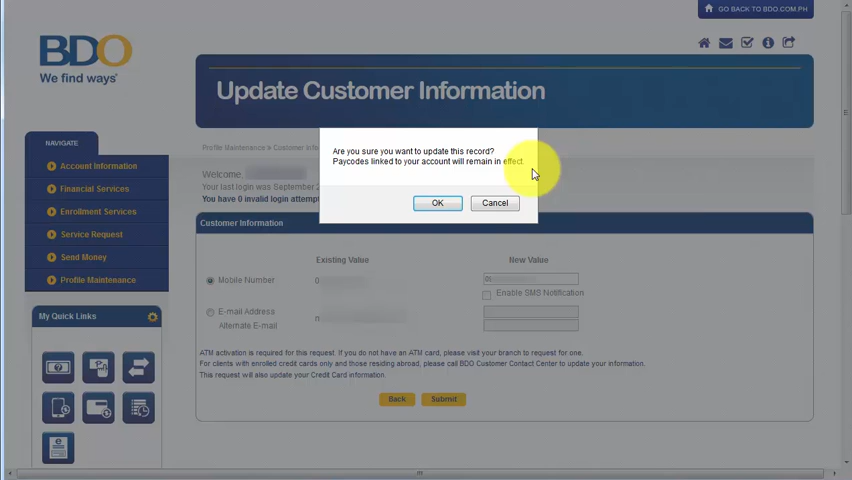 GO BACK TO BDO.COM.PH
BDO
We find ways
Update Customer Information
NAVIGATE
Account Information
Financial Services
Enrollment Services
Service Request
Send Money
Profile Maintenance
My Quick Links
Profile Maintenance > Customer
Welcome
Your last login was September
You have 0 invalid login
Are you sure you want to update this record?
Paycodes linked to your account will remain in effect.
OK Cancel
Customer Information
Existing Value New Value
Mobile Number
Enable SMS Notification
E-mail Address
Alternate E-mail
ATM activation is required for this request. If you do not have an ATM card, please visit your branch to request for one.
For clients with enrolled credit cards only and those residing abroad, please call BDO Customer Contact Center to update your information.
This request will also update your Credit Card information.
Back Submit